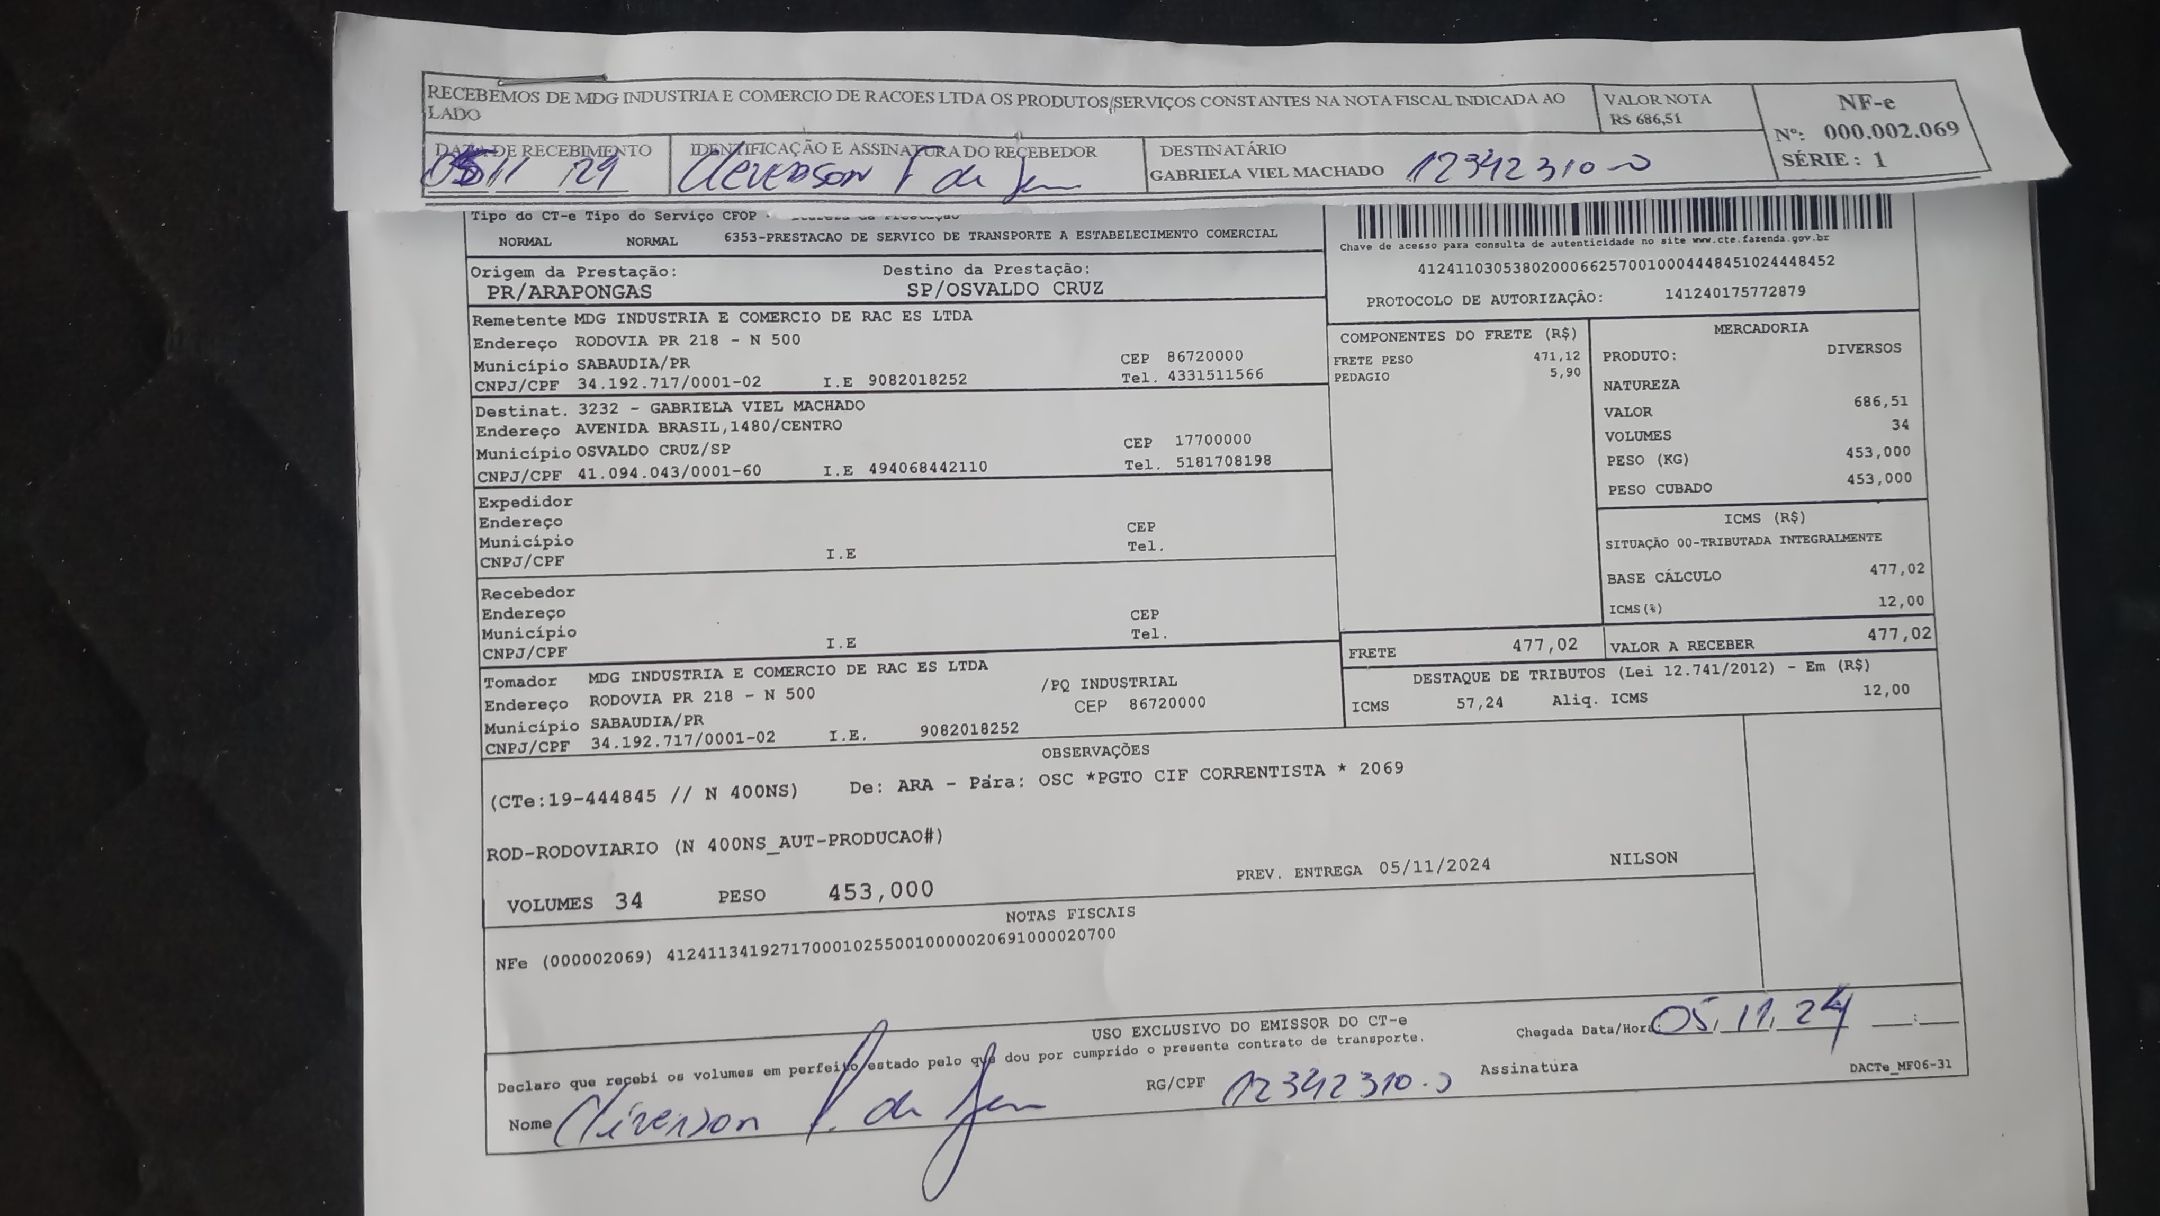 RECEBEMOS DE MDG INDUSTRIA E COMERCIO DE RACOES LTDA OS PRODUTOS/SERVIÇOS CONSTANTES NA NOTA FISCAL INDICADA AO
LADO
VALOR NOTA
R$ 686,51
NF-e
Nº: 000.002.069
SÉRIE: 1
DATA DE RECEBIMENTO
IDENTIFICAÇÃO E ASSINATURA DO RECEBEDOR
DESTINATÁRIO
GABRIELA VIEL MACHADO 12342310-0
Tipo do CT-e Tipo do Serviço CFOP
NORMAL NORMAL 6353-PRESTACAO DE SERVICO DE TRANSPORTE A ESTABELECIMENTO COMERCIAL
Chave de acesso para consulta de autenticidade no site www.cte.fazenda.gov.br
41241103053802000662570010004448451024448452
PROTOCOLO DE AUTORIZAÇÃO: 141240175772879
Origem da Prestação: Destino da Prestação:
PR/ARAPONGAS SP/OSVALDO CRUZ
Remetente MDG INDUSTRIA E COMERCIO DE RAC ES LTDA
Endereço RODOVIA PR 218 - N 500
Município SABAUDIA/PR CEP 86720000
CNPJ/CPF 34.192.717/0001-02 I.E 9082018252 Tel. 4331511566
Destinat. 3232 - GABRIELA VIEL MACHADO
Endereço AVENIDA BRASIL,1480/CENTRO
Município OSVALDO CRUZ/SP CEP 17700000
CNPJ/CPF 41.094.043/0001-60 I.E 494068442110 Tel. 5181708198
Expedidor
Endereço
Município CEP
CNPJ/CPF I.E Tel.
Recebedor
Endereço CEP
Município Tel.
CNPJ/CPF I.E
Tomador MDG INDUSTRIA E COMERCIO DE RAC ES LTDA
Endereço RODOVIA PR 218 - N 500 /PQ INDUSTRIAL
Município SABAUDIA/PR CEP 86720000
CNPJ/CPF 34.192.717/0001-02 I.E. 9082018252
COMPONENTES DO FRETE (R$)
FRETE PESO 471,12
PEDAGIO 5,90
MERCADORIA
PRODUTO: DIVERSOS
NATUREZA
VALOR 686,51
VOLUMES 34
PESO (KG) 453,000
PESO CUBADO 453,000
ICMS (R$)
SITUAÇÃO 00-TRIBUTADA INTEGRALMENTE
BASE CÁLCULO 477,02
ICMS(%) 12,00
FRETE 477,02 VALOR A RECEBER 477,02
DESTAQUE DE TRIBUTOS (Lei 12.741/2012) - Em (R$)
ICMS 57,24 Aliq. ICMS 12,00
OBSERVAÇÕES
(CTe:19-444845 // N 400NS) De: ARA - Para: OSC *PGTO CIF CORRENTISTA * 2069
ROD-RODOVIARIO (N 400NS_AUT-PRODUCAO#)
VOLUMES 34 PESO 453,000 PREV. ENTREGA 05/11/2024 NILSON
NOTAS FISCAIS
NFe (000002069) 41241134192717000102550010000020691000020700
USO EXCLUSIVO DO EMISSOR DO CT-e
Declaro que recebi os volumes em perfeito estado pelo que dou por cumprido o presente contrato de transporte.
Chegada Data/Hora 05.11.24 __:__
Nome
RG/CPF 12342310-0 Assinatura
DACTe_MF06-31